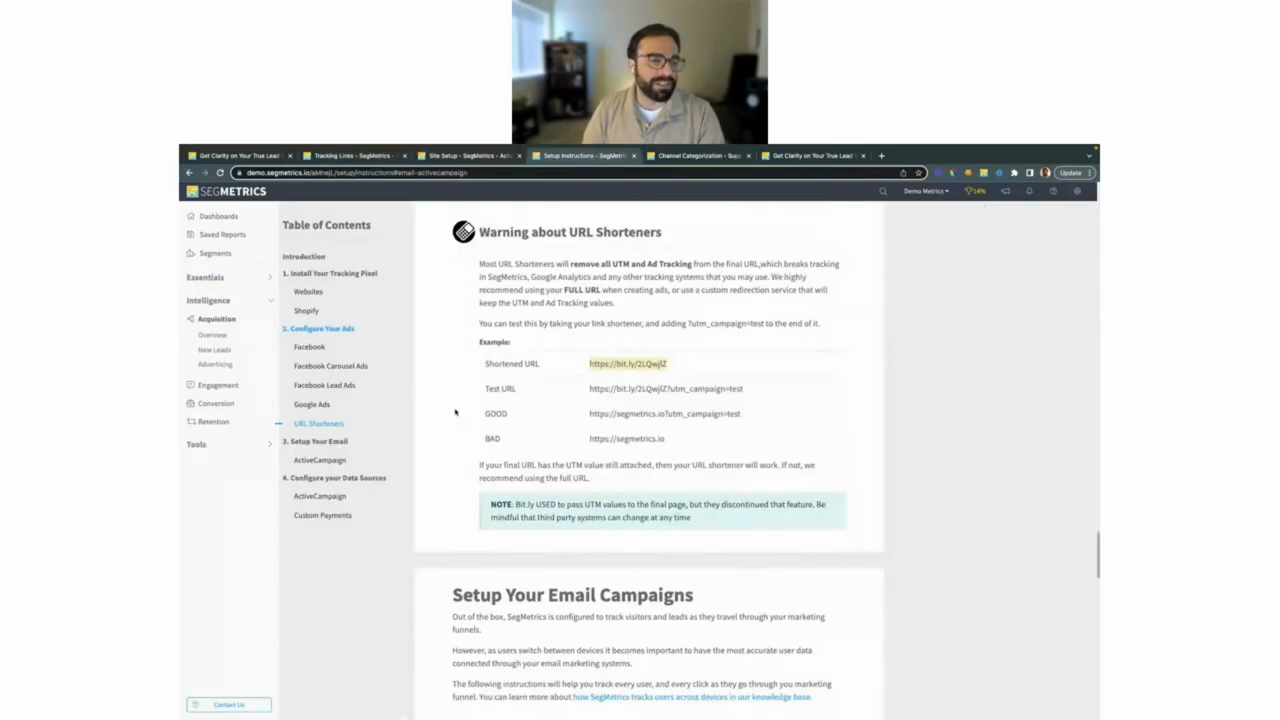 Get Clarity on Your True Lead
Tracking Links - SegMetrics -
Site Setup - SegMetrics - Acti
Setup Instructions - SegMetri
Channel Categorization - Supp
Get Clarity on Your True Lead
Update
SEGMETRICS
Demo Metrics
14%
Dashboards
Saved Reports
Segments
Essentials
Intelligence
Acquisition
Overview
New Leads
Advertising
Engagement
Conversion
Retention
Tools
Contact Us
Table of Contents
Introduction
1. Install Your Tracking Pixel
Websites
Shopify
2. Configure Your Ads
Facebook
Facebook Carousel Ads
Facebook Lead Ads
Google Ads
URL Shorteners
3. Setup Your Email
ActiveCampaign
4. Configure your Data Sources
ActiveCampaign
Custom Payments
Warning about URL Shorteners
Most URL Shorteners will remove all UTM and Ad Tracking from the final URL,which breaks tracking
in SegMetrics, Google Analytics and any other tracking systems that you may use. We highly
recommend using your FULL URL when creating ads, or use a custom redirection service that will
keep the UTM and Ad Tracking values.
You can test this by taking your link shortener, and adding ?utm_campaign=test to the end of it.
Example:
Shortened URL https://bit.ly/2LQwjlZ
Test URL https://bit.ly/2LQwjlZ?utm_campaign=test
GOOD https://segmetrics.io?utm_campaign=test
BAD https://segmetrics.io
If your final URL has the UTM value still attached, then your URL shortener will work. If not, we
recommend using the full URL.
NOTE: Bit.ly USED to pass UTM values to the final page, but they discontinued that feature. Be
mindful that third party systems can change at any time
Setup Your Email Campaigns
Out of the box, SegMetrics is configured to track visitors and leads as they travel through your marketing
funnels.
However, as users switch between devices it becomes important to have the most accurate user data
connected through your email marketing systems.
The following instructions will help you track every user, and every click as they go through you marketing
funnel. You can learn more about how SegMetrics tracks users across devices in our knowledge base.